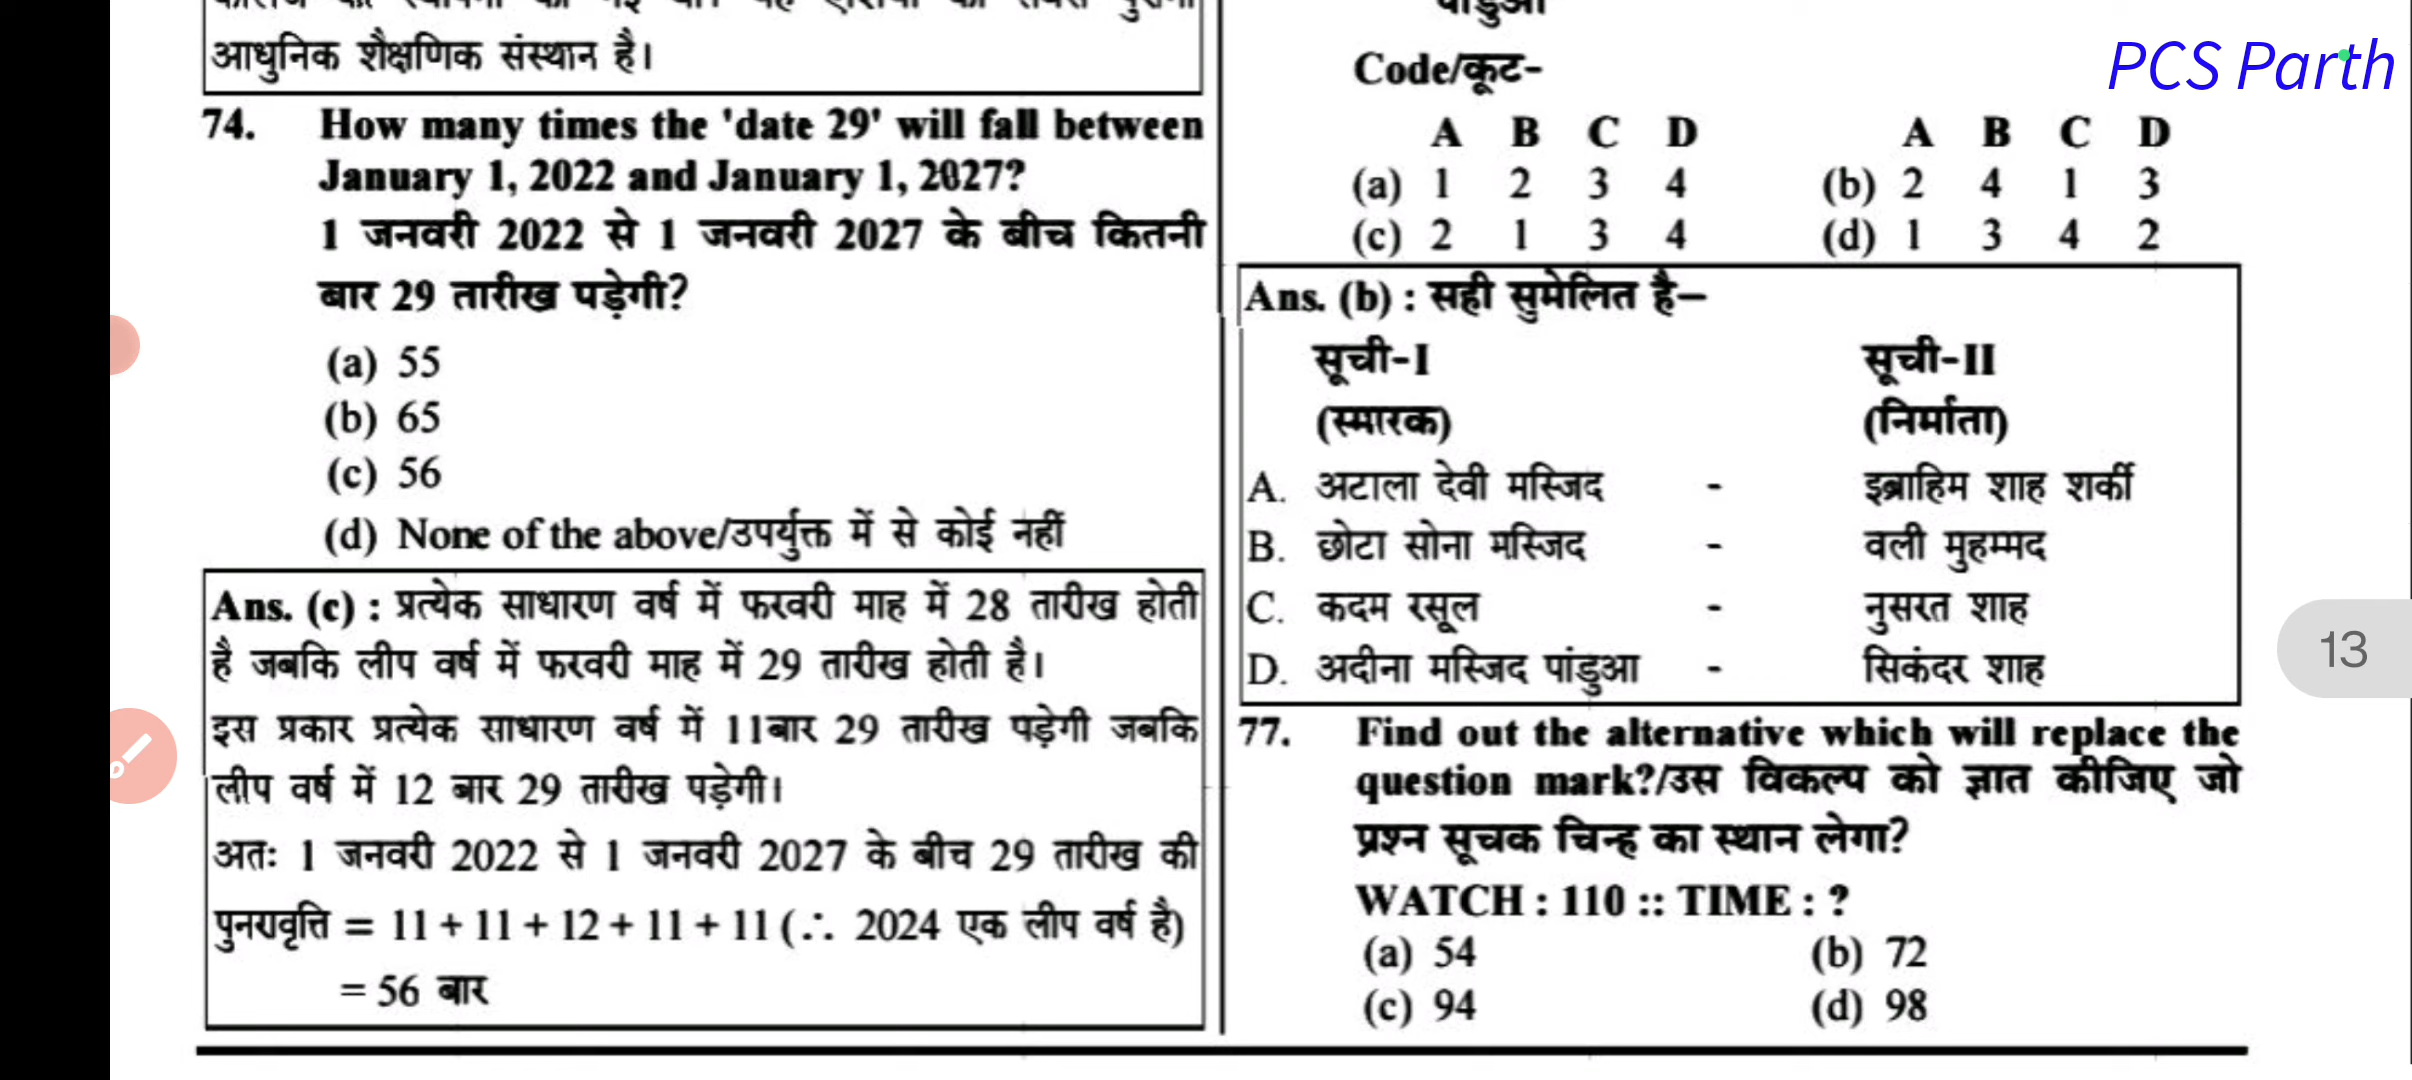 आधुनिक शैक्षणिक संस्थान है।
74. How many times the 'date 29' will fall between
January 1, 2022 and January 1, 2027?
1 जनवरी 2022 से 1 जनवरी 2027 के बीच कितनी
बार 29 तारीख पड़ेगी?
(a) 55
(b) 65
(c) 56
(d) None of the above/उपर्युक्त में से कोई नहीं
Ans. (c) : प्रत्येक साधारण वर्ष में फरवरी माह में 28 तारीख होती
है जबकि लीप वर्ष में फरवरी माह में 29 तारीख होती है।
इस प्रकार प्रत्येक साधारण वर्ष में 11बार 29 तारीख पड़ेगी जबकि
लीप वर्ष में 12 बार 29 तारीख पड़ेगी।
अतः 1 जनवरी 2022 से 1 जनवरी 2027 के बीच 29 तारीख की
पुनरावृत्ति = 11 + 11 + 12 + 11 + 11 (∴ 2024 एक लीप वर्ष है)
= 56 बार
पांडुआ
Code/कूट-
A B C D A B C D
(a) 1 2 3 4 (b) 2 4 1 3
(c) 2 1 3 4 (d) 1 3 4 2
Ans. (b) : सही सुमेलित है–
सूची-I सूची-II
(स्मारक) (निर्माता)
A. अटाला देवी मस्जिद - इब्राहिम शाह शर्की
B. छोटा सोना मस्जिद - वली मुहम्मद
C. कदम रसूल - नुसरत शाह
D. अदीना मस्जिद पांडुआ - सिकंदर शाह
77. Find out the alternative which will replace the
question mark?/उस विकल्प को ज्ञात कीजिए जो
प्रश्न सूचक चिन्ह का स्थान लेगा?
WATCH : 110 :: TIME : ?
(a) 54 (b) 72
(c) 94 (d) 98
PCS Parth
13